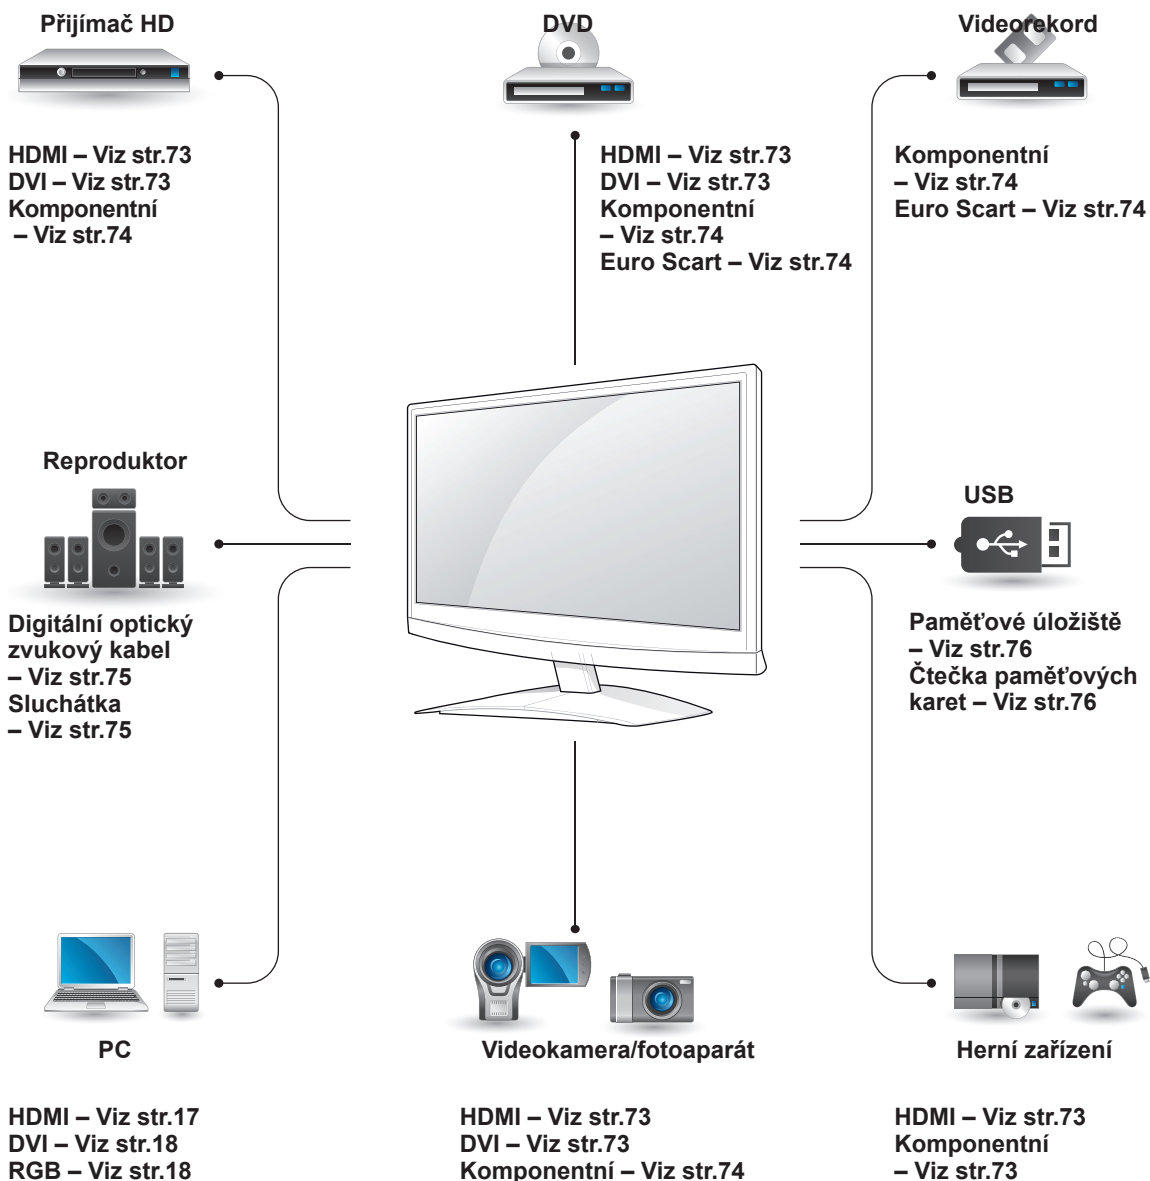 Přijímač HD
HDMI – Viz str.73
DVI – Viz str.73
Komponentní
– Viz str.74
DVD
HDMI – Viz str.73
DVI – Viz str.73
Komponentní
– Viz str.74
Euro Scart – Viz str.74
Videorekord
Komponentní
– Viz str.74
Euro Scart – Viz str.74
Reproduktor
Digitální optický
zvukový kabel
– Viz str.75
Sluchátka
– Viz str.75
USB
Paměťové úložiště
– Viz str.76
Čtečka paměťových
karet – Viz str.76
PC
HDMI – Viz str.17
DVI – Viz str.18
RGB – Viz str.18
Videokamera/fotoaparát
HDMI – Viz str.73
DVI – Viz str.73
Komponentní – Viz str.74
Herní zařízení
HDMI – Viz str.73
Komponentní
– Viz str.73